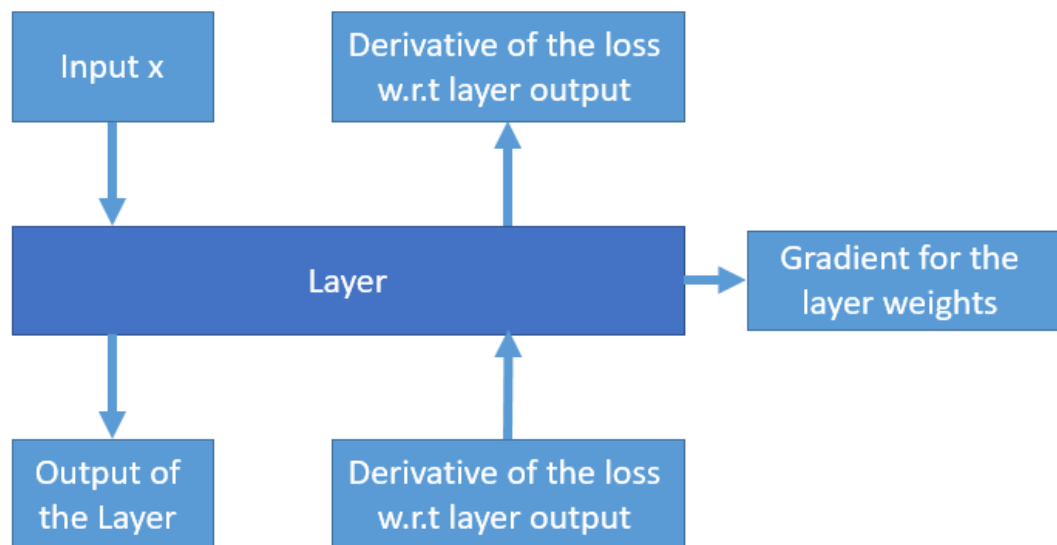 Input x
Derivative of the loss
w.r.t layer output
Layer
Gradient for the
layer weights
Output of
the Layer
Derivative of the loss
w.r.t layer output